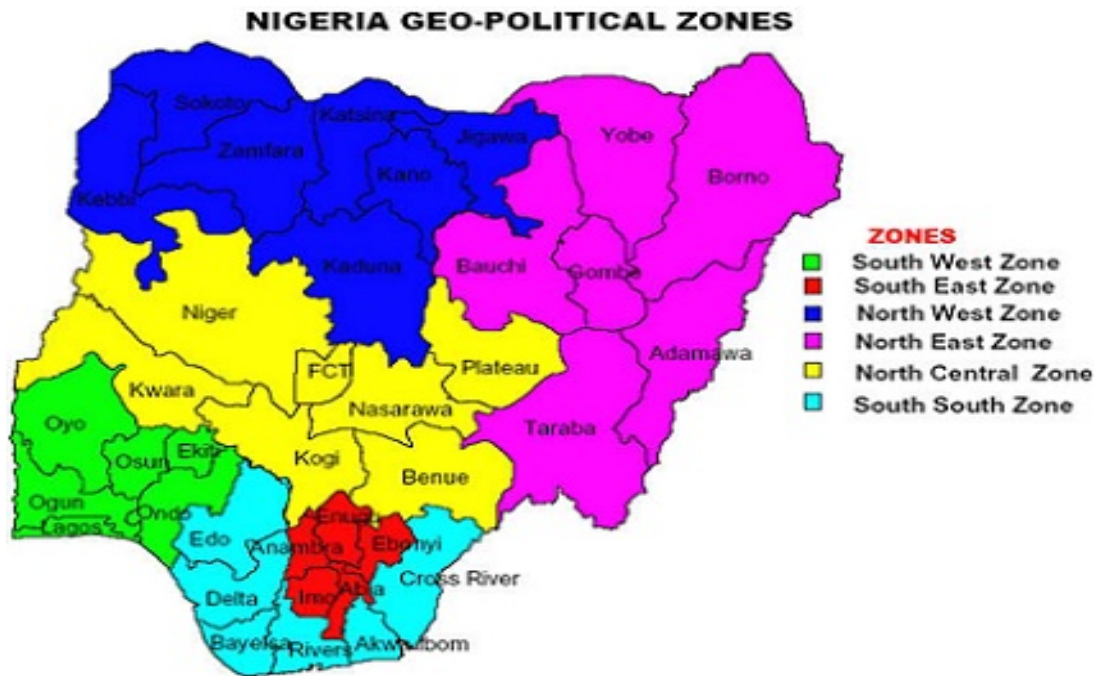 NIGERIA GEO-POLITICAL ZONES
Sokoto
Katsina
Jigawa
Yobe
Zamfara
Kano
Borno
Kebbi
Kaduna
Bauchi
Gombe
Niger
Adamawa
FCT
Plateau
Kwara
Nasarawa
Taraba
Oyo
Osun
Ekiti
Kogi
Benue
Ogun
Lagos
Ondo
Edo
Enugu
Anambra
Ebonyi
Cross River
Delta
Imo
Abia
Bayelsa
Rivers
Akwa Ibom
ZONES
South West Zone
South East Zone
North West Zone
North East Zone
North Central Zone
South South Zone